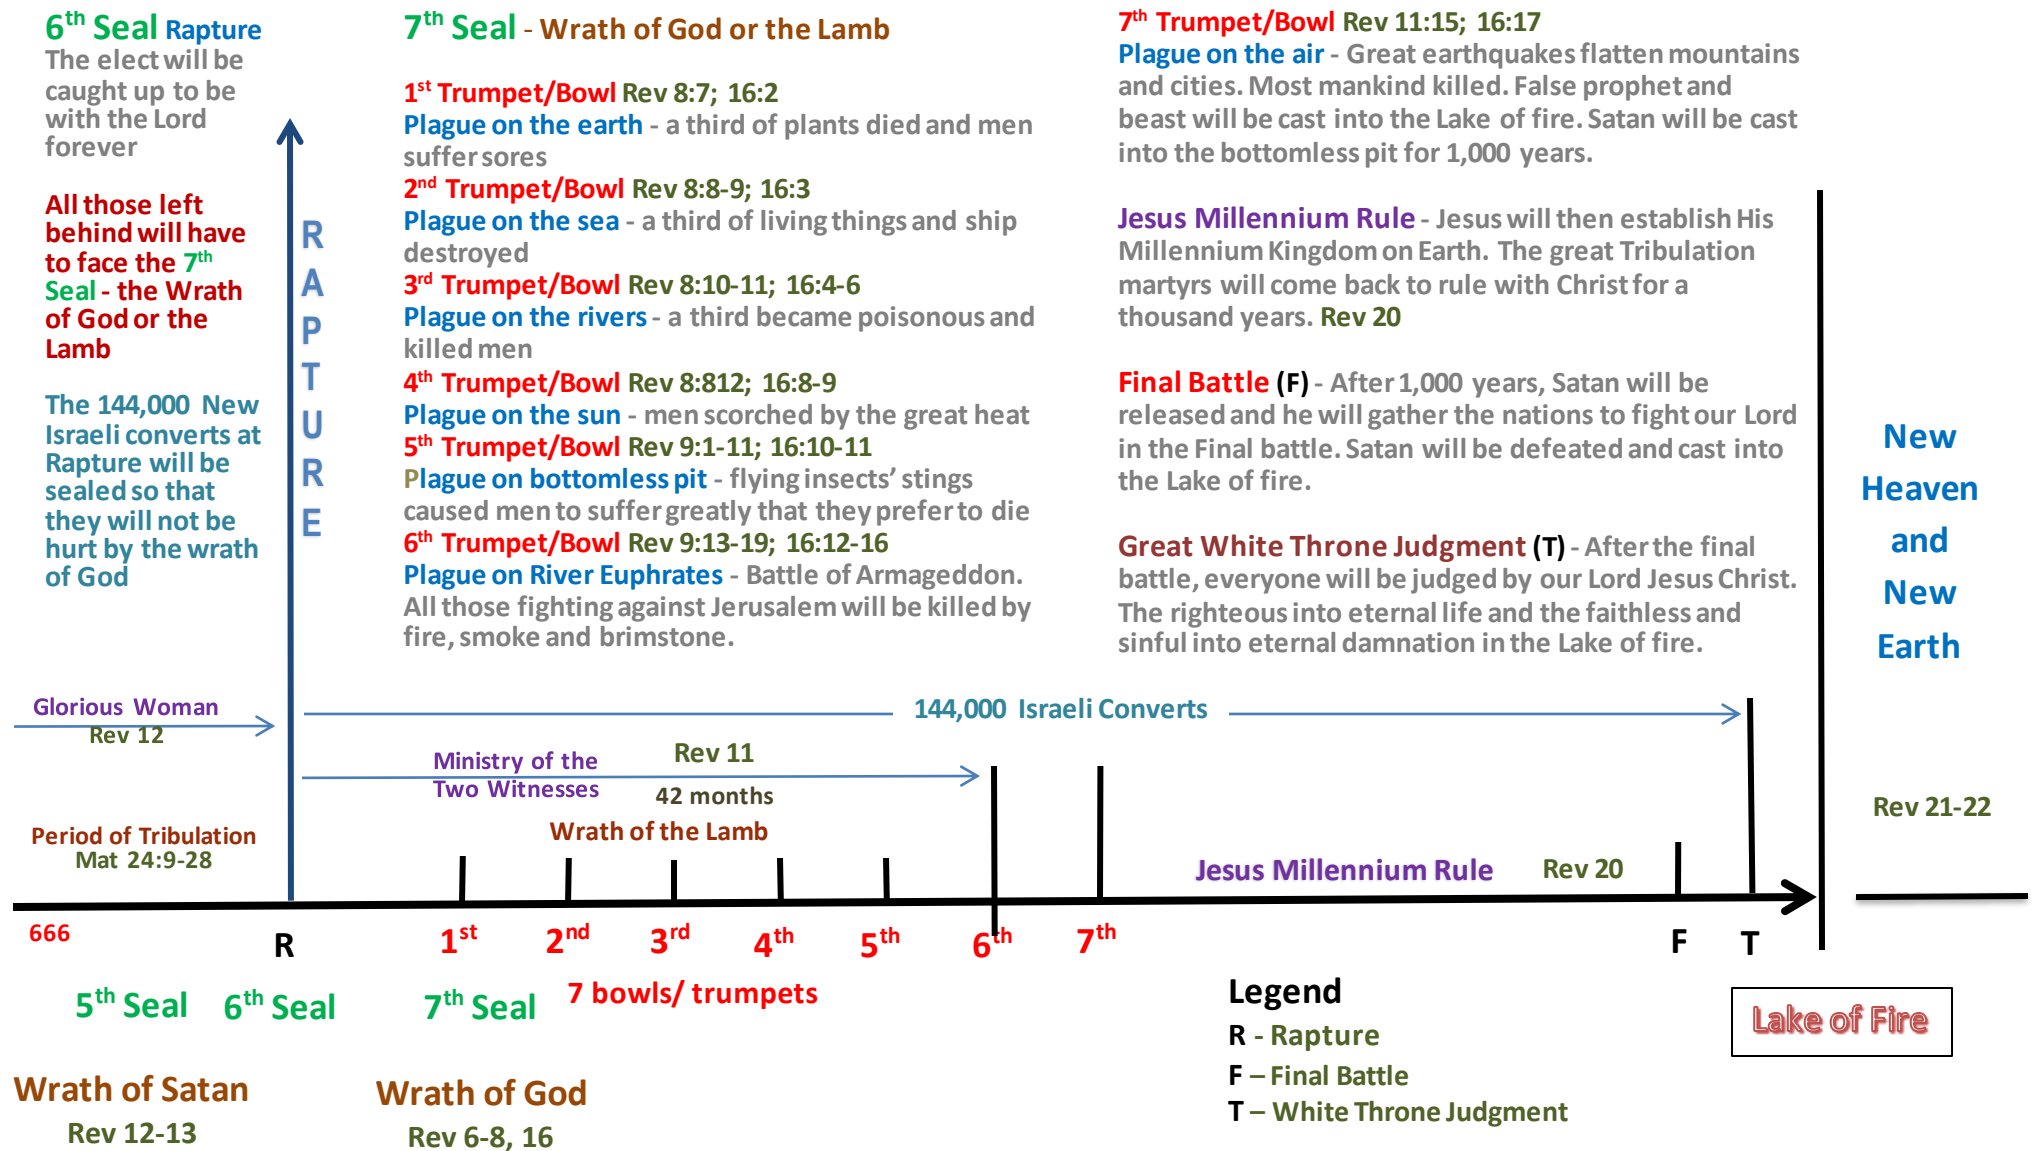 6th Seal Rapture
The elect will be
caught up to be
with the Lord
forever
All those left
behind will have
to face the 7th
Seal - the Wrath
of God or the
Lamb
The 144,000 New
Israeli converts at
Rapture will be
sealed so that
they will not be
hurt by the wrath
of God
RAPTURE
7th Seal - Wrath of God or the Lamb
1st Trumpet/Bowl Rev 8:7; 16:2
Plague on the earth - a third of plants died and men
suffer sores
2nd Trumpet/Bowl Rev 8:8-9; 16:3
Plague on the sea - a third of living things and ship
destroyed
3rd Trumpet/Bowl Rev 8:10-11; 16:4-6
Plague on the rivers - a third became poisonous and
killed men
4th Trumpet/Bowl Rev 8:812; 16:8-9
Plague on the sun - men scorched by the great heat
5th Trumpet/Bowl Rev 9:1-11; 16:10-11
Plague on bottomless pit - flying insects’ stings
caused men to suffer greatly that they prefer to die
6th Trumpet/Bowl Rev 9:13-19; 16:12-16
Plague on River Euphrates - Battle of Armageddon.
All those fighting against Jerusalem will be killed by
fire, smoke and brimstone.
7th Trumpet/Bowl Rev 11:15; 16:17
Plague on the air - Great earthquakes flatten mountains
and cities. Most mankind killed. False prophet and
beast will be cast into the Lake of fire. Satan will be cast
into the bottomless pit for 1,000 years.
Jesus Millennium Rule - Jesus will then establish His
Millennium Kingdom on Earth. The great Tribulation
martyrs will come back to rule with Christ for a
thousand years. Rev 20
Final Battle (F) - After 1,000 years, Satan will be
released and he will gather the nations to fight our Lord
in the Final battle. Satan will be defeated and cast into
the Lake of fire.
Great White Throne Judgment (T) - After the final
battle, everyone will be judged by our Lord Jesus Christ.
The righteous into eternal life and the faithless and
sinful into eternal damnation in the Lake of fire.
New
Heaven
and
New
Earth
Rev 21-22
Glorious Woman
Rev 12
144,000 Israeli Converts
Ministry of the
Two Witnesses
Rev 11
42 months
Period of Tribulation
Mat 24:9-28
Wrath of the Lamb
Jesus Millennium Rule Rev 20
666 R 1st 2nd 3rd 4th 5th 6th 7th F T
5th Seal 6th Seal 7th Seal 7 bowls/ trumpets
Wrath of Satan
Rev 12-13
Wrath of God
Rev 6-8, 16
Legend
R - Rapture
F – Final Battle
T – White Throne Judgment
Lake of Fire